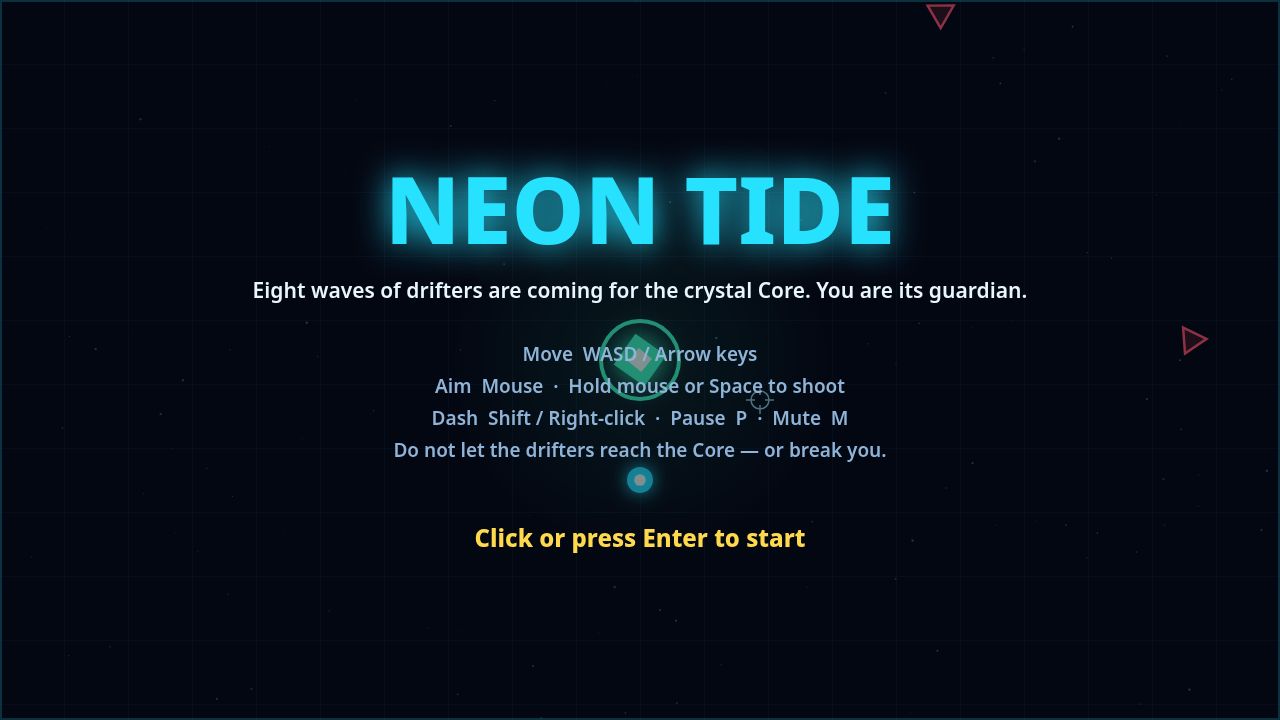 NEON TIDE
Eight waves of drifters are coming for the crystal Core. You are its guardian.
Move  WASD / Arrow keys
Aim  Mouse  ·  Hold mouse or Space to shoot
Dash  Shift / Right-click  ·  Pause  P  ·  Mute  M
Do not let the drifters reach the Core — or break you.
Click or press Enter to start